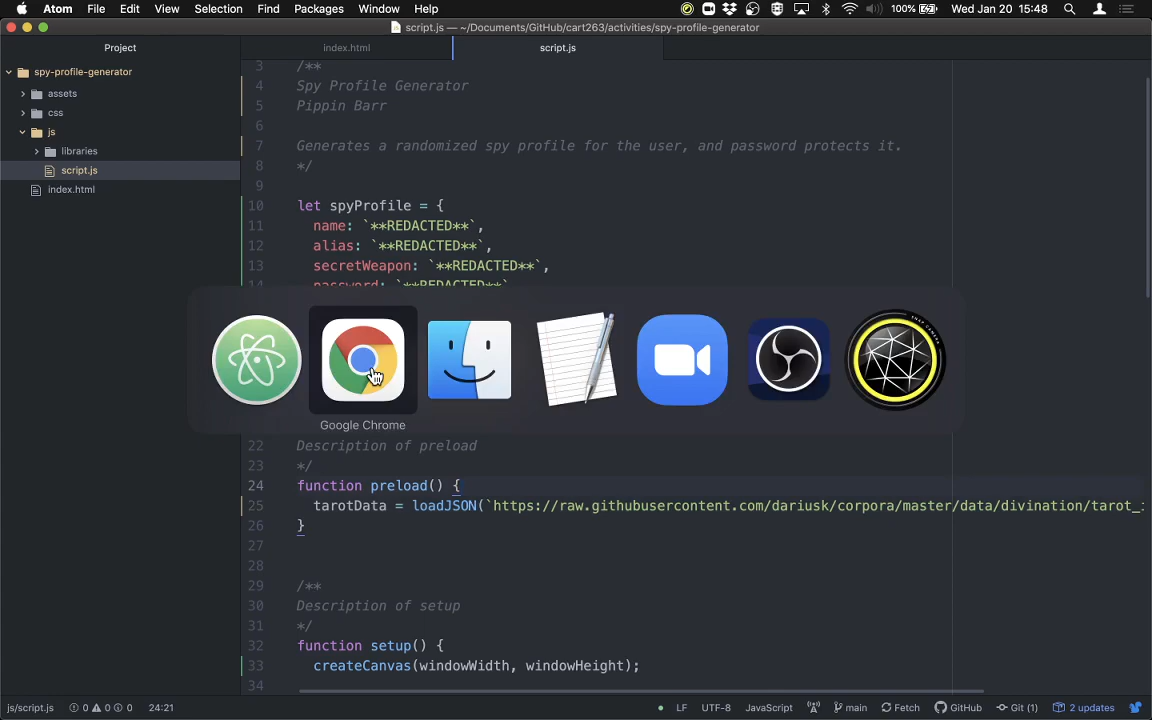 Atom File Edit View Selection Find Packages Window Help 100% Wed Jan 20 15:48
script.js — ~/Documents/GitHub/cart263/activities/spy-profile-generator
Project
index.html
script.js
spy-profile-generator
assets
css
js
libraries
script.js
index.html
3 /**
4 Spy Profile Generator
5 Pippin Barr
6
7 Generates a randomized spy profile for the user, and password protects it.
8 */
9
10 let spyProfile = {
11 name: `**REDACTED**`,
12 alias: `**REDACTED**`,
13 secretWeapon: `**REDACTED**`,
14 password: `**REDACTED**`
Google Chrome
22 Description of preload
23 */
24 function preload() {
25 tarotData = loadJSON(`https://raw.githubusercontent.com/dariusk/corpora/master/data/divination/tarot_
26 }
27
28
29 /**
30 Description of setup
31 */
32 function setup() {
33 createCanvas(windowWidth, windowHeight);
34
js/script.js 0 0 0 24:21 LF UTF-8 JavaScript main Fetch GitHub Git (1) 2 updates